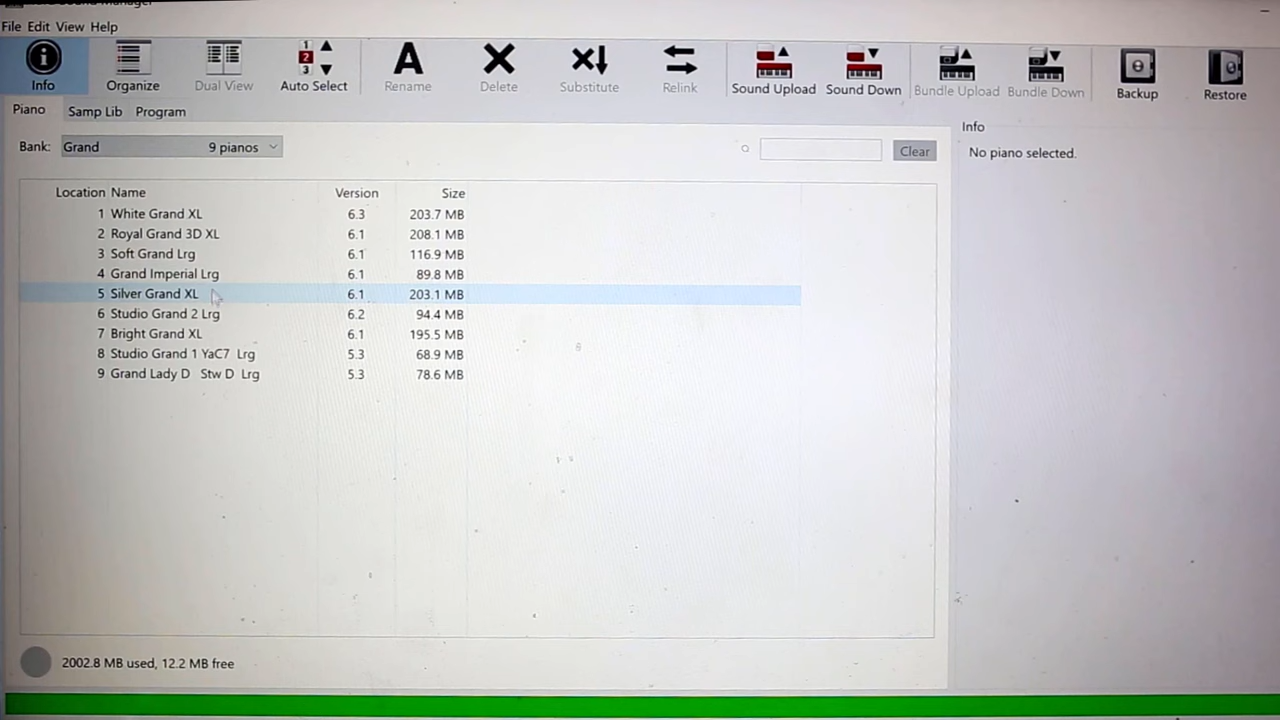 File Edit View Help
Info
Organize
Dual View
1
2
3
Auto Select
A
Rename
Delete
Substitute
Relink
Sound Upload
Sound Down
Bundle Upload
Bundle Down
Backup
Restore
Piano Samp Lib Program
Bank: Grand 9 pianos
Clear
Info
No piano selected.
Location Name Version Size
1 White Grand XL 6.3 203.7 MB
2 Royal Grand 3D XL 6.1 208.1 MB
3 Soft Grand Lrg 6.1 116.9 MB
4 Grand Imperial Lrg 6.1 89.8 MB
5 Silver Grand XL 6.1 203.1 MB
6 Studio Grand 2 Lrg 6.2 94.4 MB
7 Bright Grand XL 6.1 195.5 MB
8 Studio Grand 1 YaC7 Lrg 5.3 68.9 MB
9 Grand Lady D Stw D Lrg 5.3 78.6 MB
2002.8 MB used, 12.2 MB free